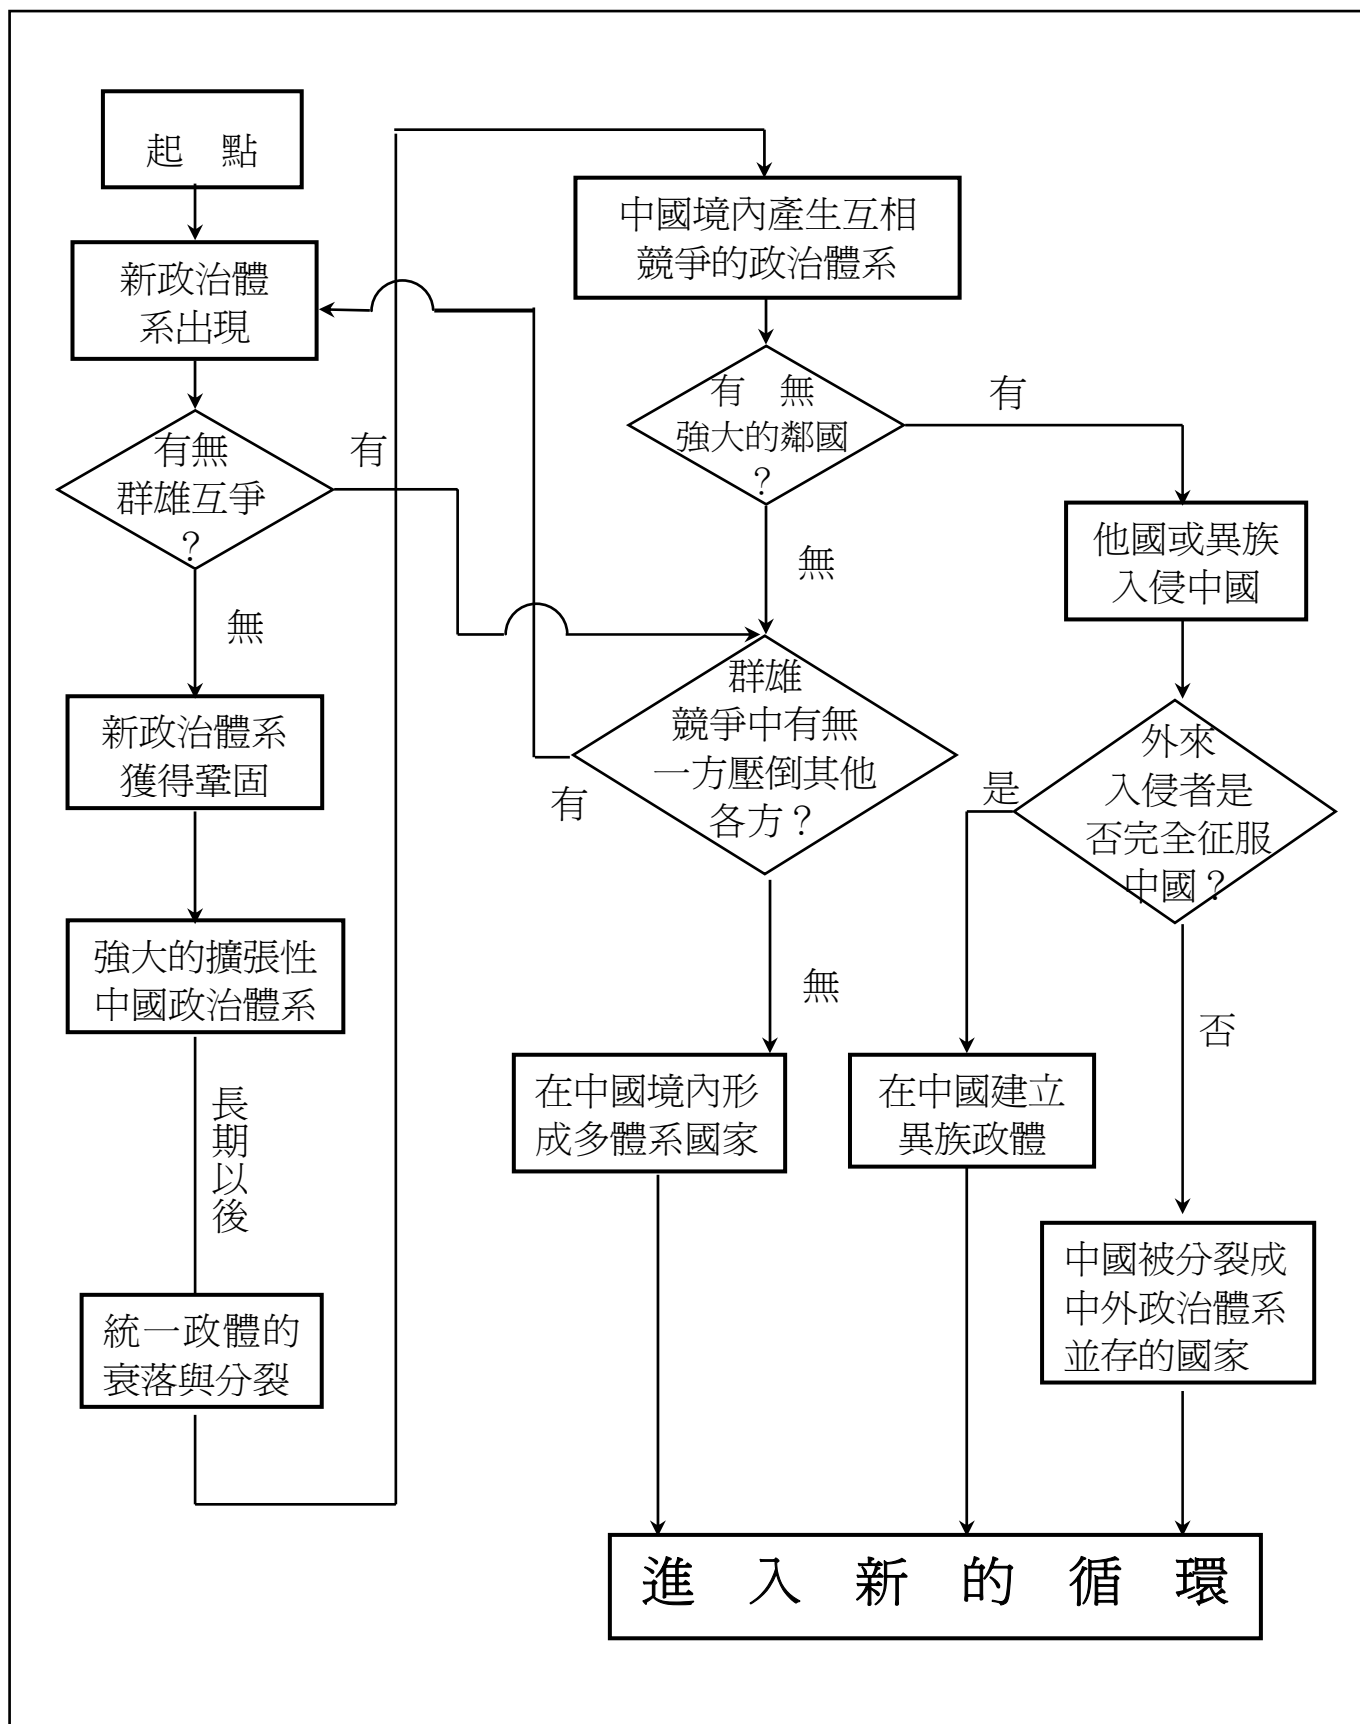 起 點
新政治體
系出現
有無
群雄互爭
？
有
無
新政治體系
獲得鞏固
強大的擴張性
中國政治體系
長期以後
統一政體的
衰落與分裂
中國境內產生互相
競爭的政治體系
有 無
強大的鄰國
？
有
無
群雄
競爭中有無
一方壓倒其他
各方？
有
無
在中國境內形
成多體系國家
他國或異族
入侵中國
外來
入侵者是
否完全征服
中國？
是
否
在中國建立
異族政體
中國被分裂成
中外政治體系
並存的國家
進 入 新 的 循 環